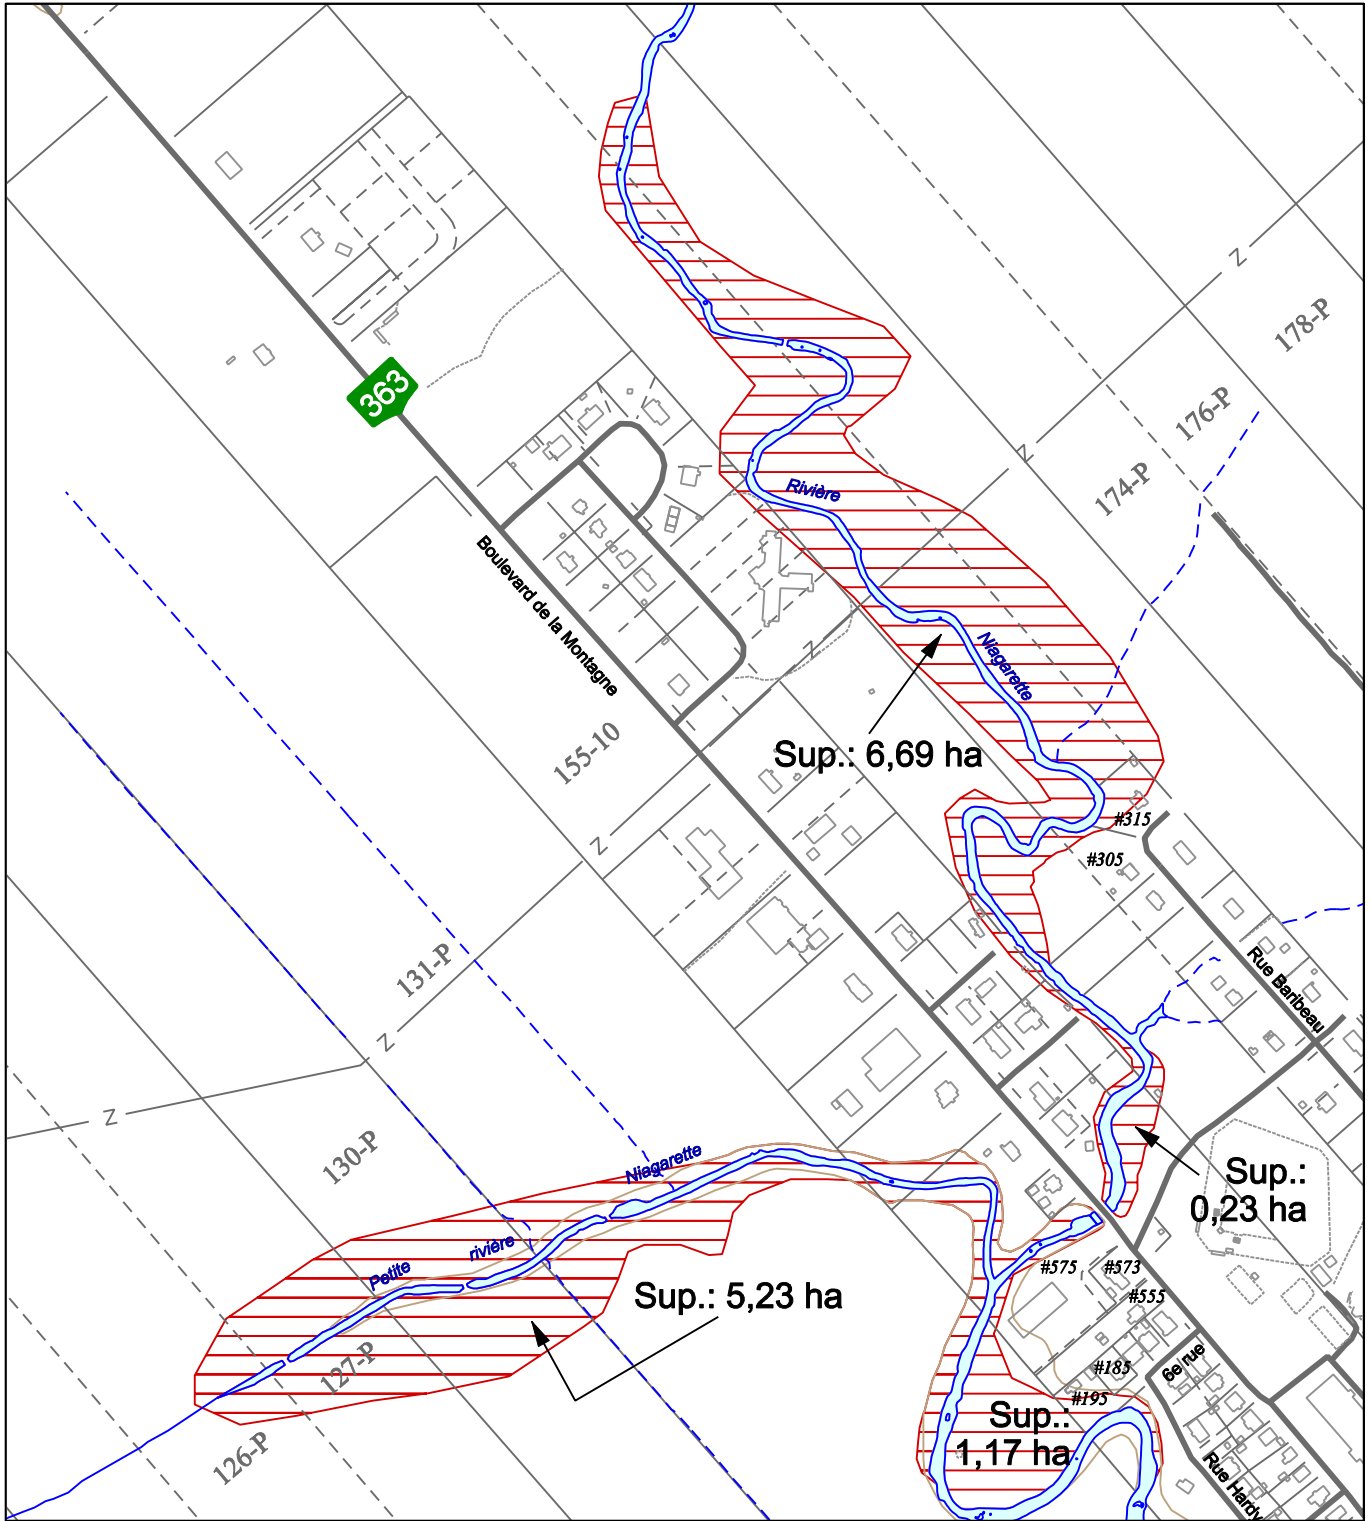 Z
178-P
363
176-P
Z
174-P
Rivière
Boulevard de la Montagne
Niagarette
Z
155-10
Sup.: 6,69 ha
#315
Z
#305
131-P
Rue Baribeau
Z
Z
130-P
Niagarette
Sup.:
0,23 ha
rivière
Petite
#575
#573
#555
Sup.: 5,23 ha
127-P
6e rue
#185
#195
Sup.:
1,17 ha
126-P
Rue Hardy